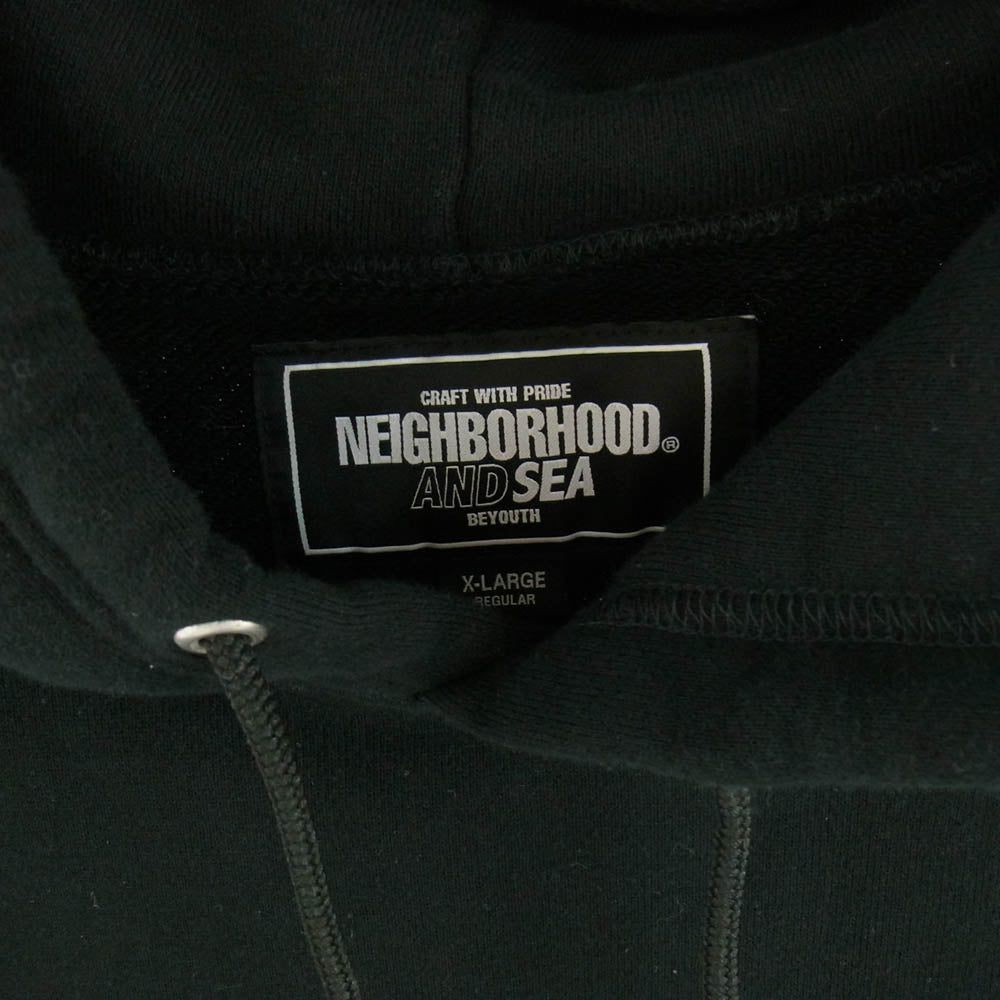 CRAFT WITH PRIDE
NEIGHBORHOOD®
AND SEA
BEYOUTH
X-LARGE
REGULAR